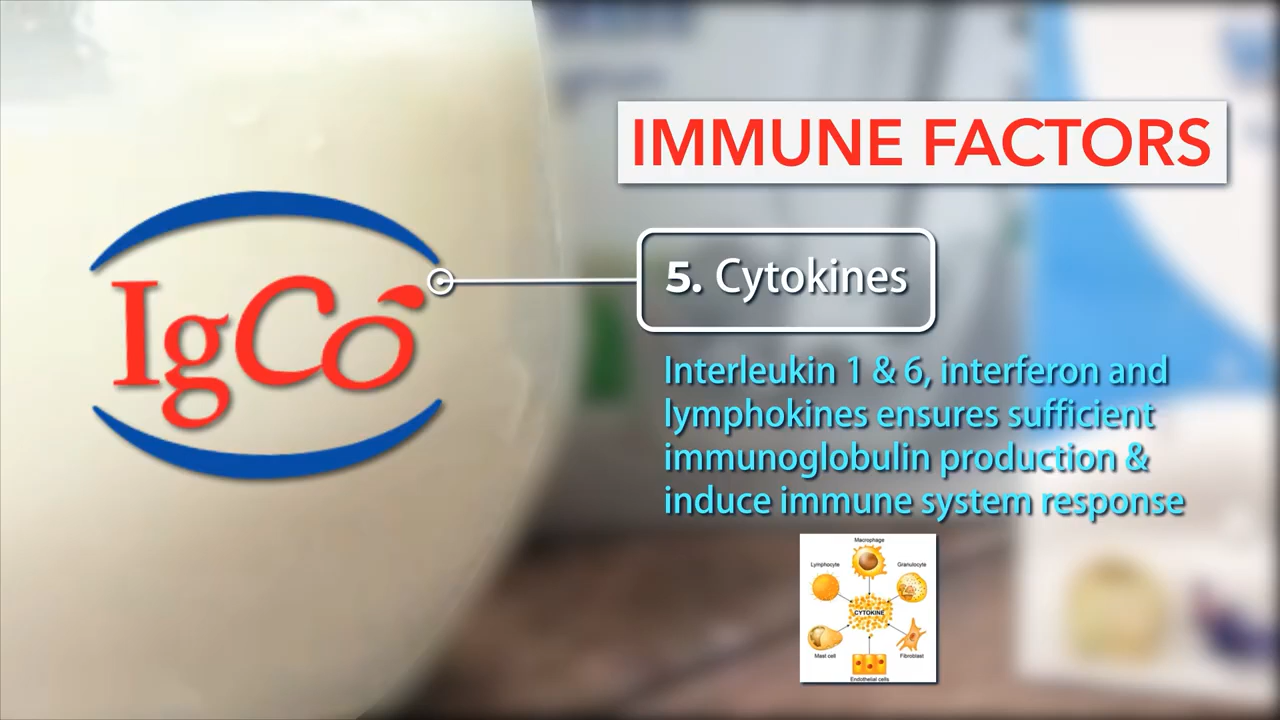 IMMUNE FACTORS
IgCo
5. Cytokines
Interleukin 1 & 6, interferon and
lymphokines ensures sufficient
immunoglobulin production &
induce immune system response
Macrophage
Lymphocyte
Granulocyte
CYTOKINE
Mast cell
Fibroblast
Endothelial cells